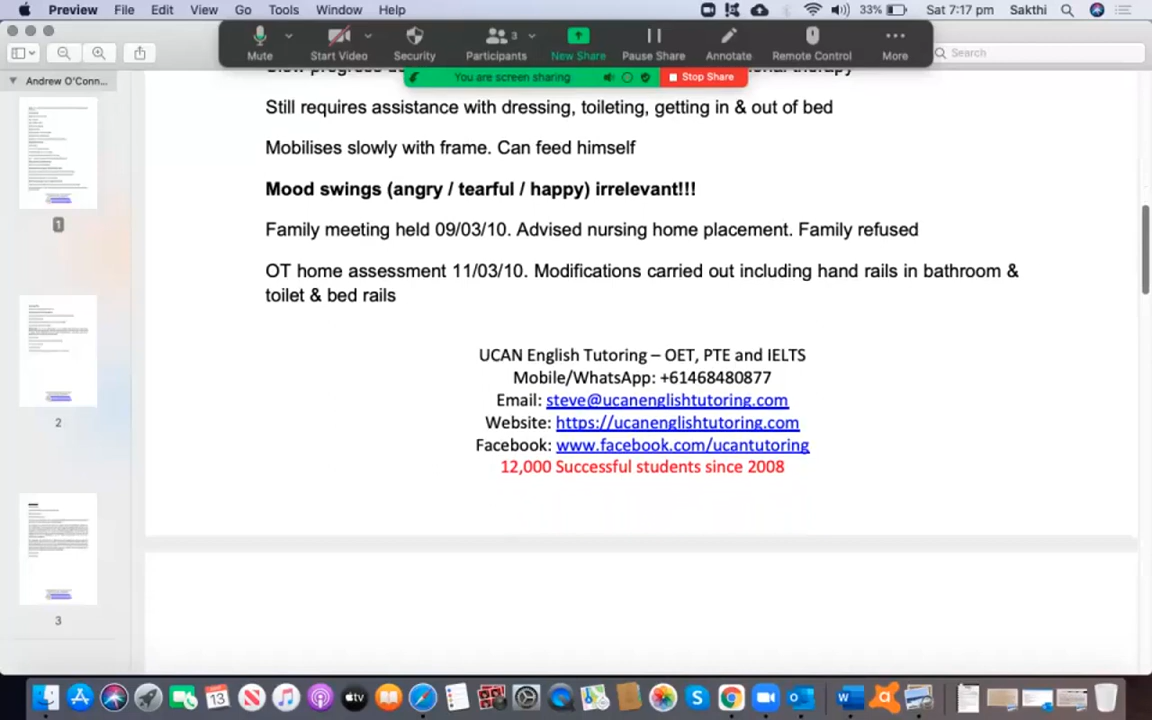 Preview File Edit View Go Tools Window Help 33% Sat 7:17 pm Sakthi
Mute Start Video Security Participants 3 New Share Pause Share Annotate Remote Control More
Search
You are screen sharing Stop Share
Andrew O'Conn...
1
2
3
Still requires assistance with dressing, toileting, getting in & out of bed
Mobilises slowly with frame. Can feed himself
Mood swings (angry / tearful / happy) irrelevant!!!
Family meeting held 09/03/10. Advised nursing home placement. Family refused
OT home assessment 11/03/10. Modifications carried out including hand rails in bathroom &
toilet & bed rails
UCAN English Tutoring – OET, PTE and IELTS
Mobile/WhatsApp: +61468480877
Email: steve@ucanenglishtutoring.com
Website: https://ucanenglishtutoring.com
Facebook: www.facebook.com/ucantutoring
12,000 Successful students since 2008
13
tv